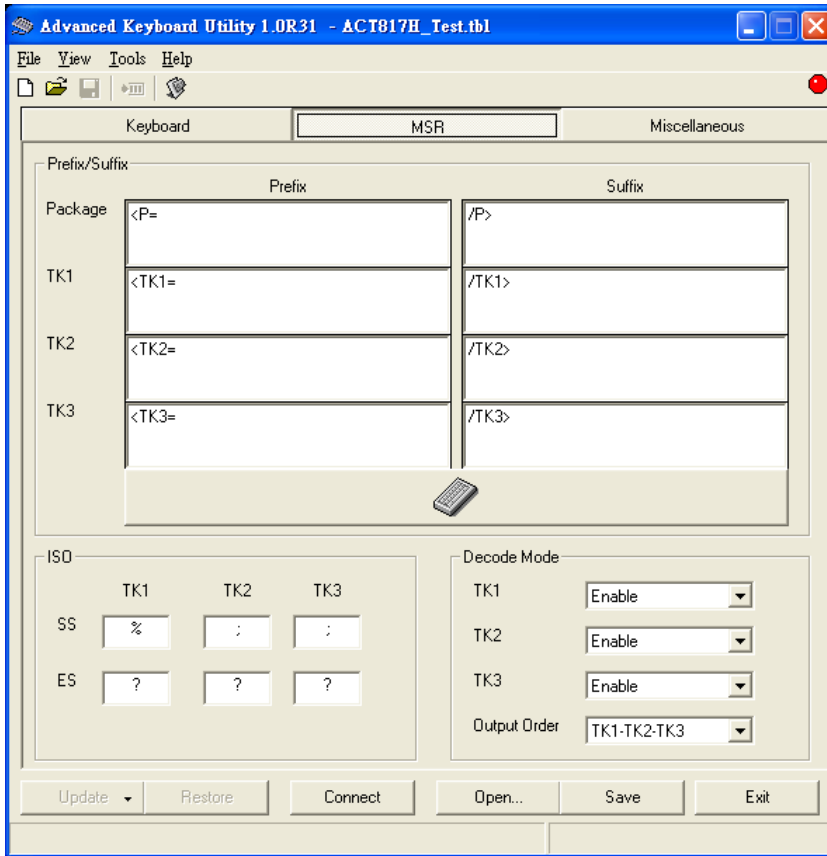 Advanced Keyboard Utility 1.0R31 - ACT817H_Test.tbl
File View Tools Help
Keyboard MSR Miscellaneous
Prefix/Suffix
Prefix Suffix
Package <P= /P>
TK1 <TK1= /TK1>
TK2 <TK2= /TK2>
TK3 <TK3= /TK3>
ISO
TK1 TK2 TK3
SS % ; ;
ES ? ? ?
Decode Mode
TK1 Enable
TK2 Enable
TK3 Enable
Output Order TK1-TK2-TK3
Update Restore Connect Open... Save Exit